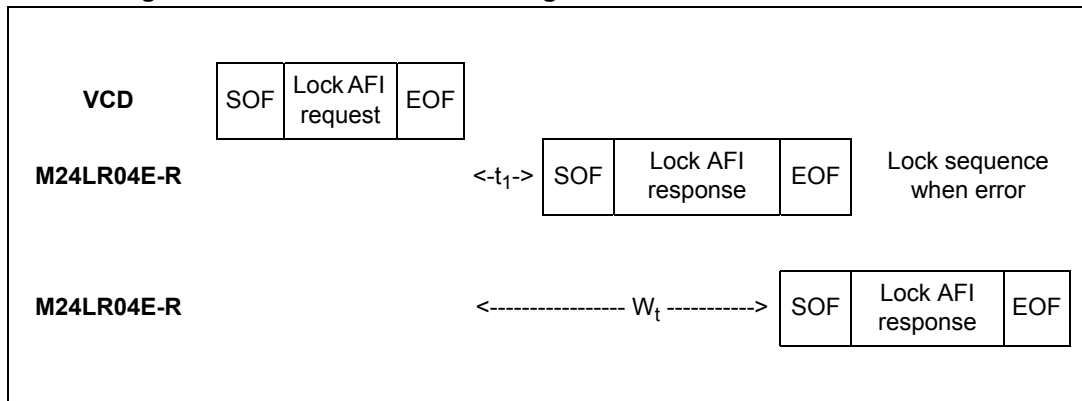 VCD SOF Lock AFI request EOF
M24LR04E-R <-t1-> SOF Lock AFI response EOF Lock sequence when error
M24LR04E-R <----------------- Wt -----------> SOF Lock AFI response EOF